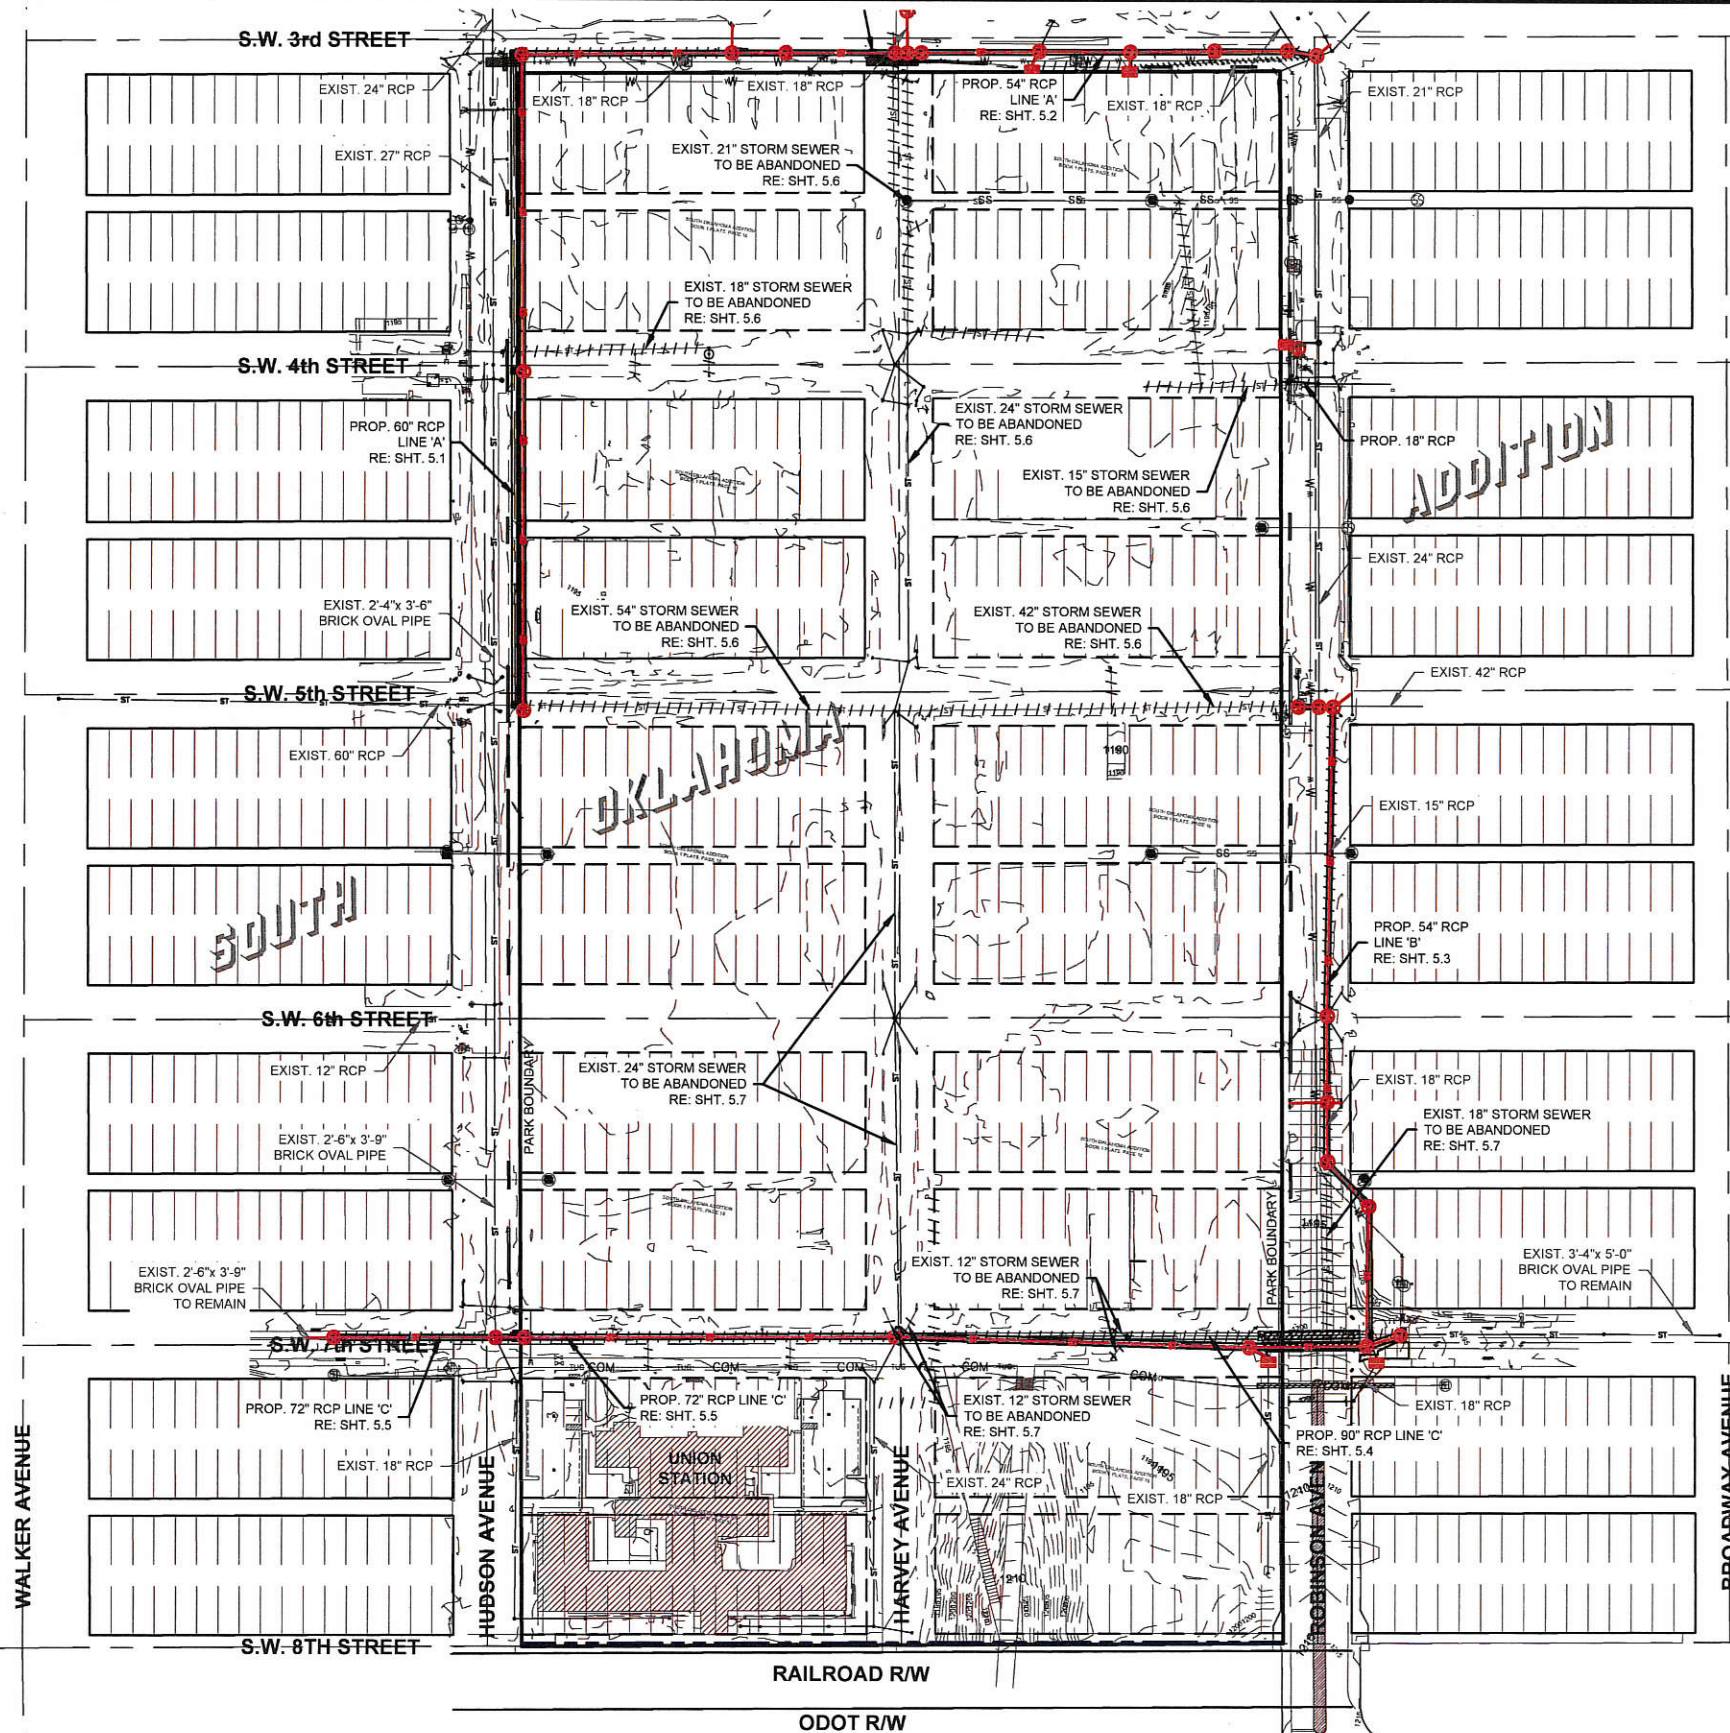 S.W. 3rd STREET
EXIST. 24" RCP
EXIST. 18" RCP
EXIST. 18" RCP
PROP. 54" RCP
LINE 'A'
RE: SHT. 5.2
EXIST. 18" RCP
EXIST. 21" RCP
EXIST. 27" RCP
EXIST. 21" STORM SEWER
TO BE ABANDONED
RE: SHT. 5.6
EXIST. 18" STORM SEWER
TO BE ABANDONED
RE: SHT. 5.6
S.W. 4th STREET
PROP. 60" RCP
LINE 'A'
RE: SHT. 5.1
EXIST. 24" STORM SEWER
TO BE ABANDONED
RE: SHT. 5.6
EXIST. 15" STORM SEWER
TO BE ABANDONED
RE: SHT. 5.6
PROP. 18" RCP
ADDITION
EXIST. 24" RCP
EXIST. 2'-4"x 3'-6"
BRICK OVAL PIPE
EXIST. 54" STORM SEWER
TO BE ABANDONED
RE: SHT. 5.6
EXIST. 42" STORM SEWER
TO BE ABANDONED
RE: SHT. 5.6
S.W. 5th STREET
EXIST. 42" RCP
EXIST. 60" RCP
OKLAHOMA
1190
EXIST. 15" RCP
SOUTH
PROP. 54" RCP
LINE 'B'
RE: SHT. 5.3
S.W. 6th STREET
EXIST. 12" RCP
PARK BOUNDARY
EXIST. 24" STORM SEWER
TO BE ABANDONED
RE: SHT. 5.7
EXIST. 18" RCP
EXIST. 18" STORM SEWER
TO BE ABANDONED
RE: SHT. 5.7
EXIST. 2'-6"x 3'-9"
BRICK OVAL PIPE
PARK BOUNDARY
EXIST. 2'-6"x 3'-9"
BRICK OVAL PIPE
TO REMAIN
EXIST. 12" STORM SEWER
TO BE ABANDONED
RE: SHT. 5.7
EXIST. 3'-4"x 5'-0"
BRICK OVAL PIPE
TO REMAIN
S.W. 7th STREET
COM
COM
COM
COM
PROP. 72" RCP LINE 'C'
RE: SHT. 5.5
PROP. 72" RCP LINE 'C'
RE: SHT. 5.5
EXIST. 12" STORM SEWER
TO BE ABANDONED
RE: SHT. 5.7
EXIST. 18" RCP
PROP. 90" RCP LINE 'C'
RE: SHT. 5.4
EXIST. 18" RCP
UNION
STATION
EXIST. 24" RCP
EXIST. 18" RCP
1210
WALKER AVENUE
HUDSON AVENUE
HARVEY AVENUE
ROBINSON AVEN
BROADWAY AVENUE
S.W. 8TH STREET
RAILROAD R/W
ODOT R/W